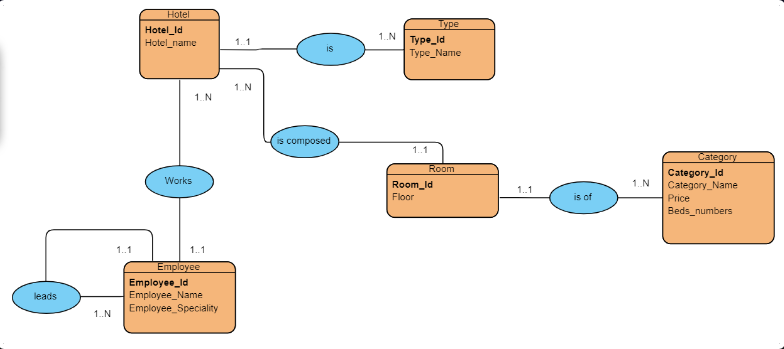 Hotel
Hotel_Id
Hotel_name
1..1
is
1..N
Type
Type_Id
Type_Name
1..N
1..N
is composed
1..1
Room
Room_Id
Floor
1..1
is of
1..N
Category
Category_Id
Category_Name
Price
Beds_numbers
Works
1..1
1..1
Employee
Employee_Id
Employee_Name
Employee_Speciality
leads
1..N